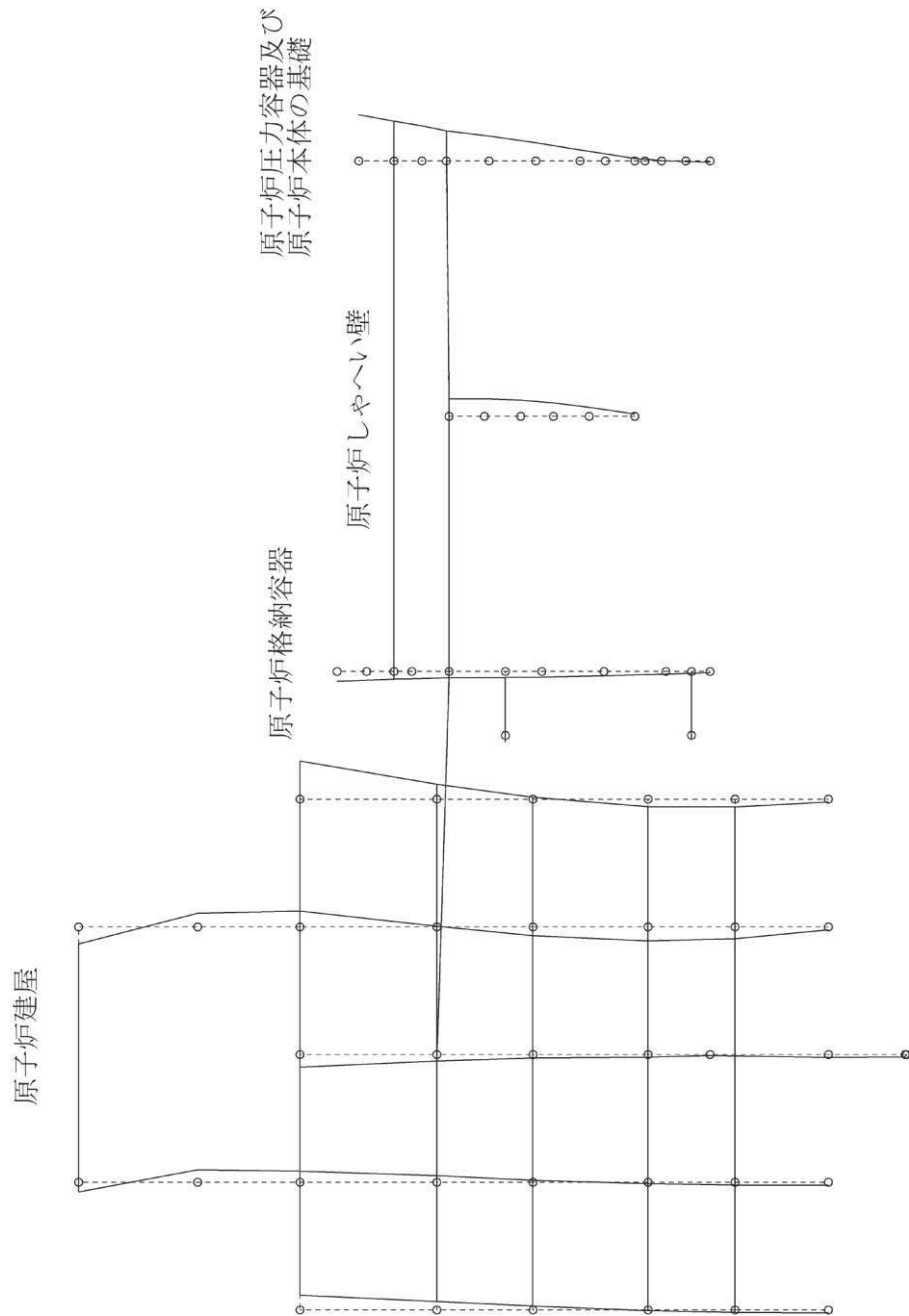 原子炉建屋
原子炉格納容器
原子炉しゃへい壁
原子炉圧力容器及び
原子炉本体の基礎